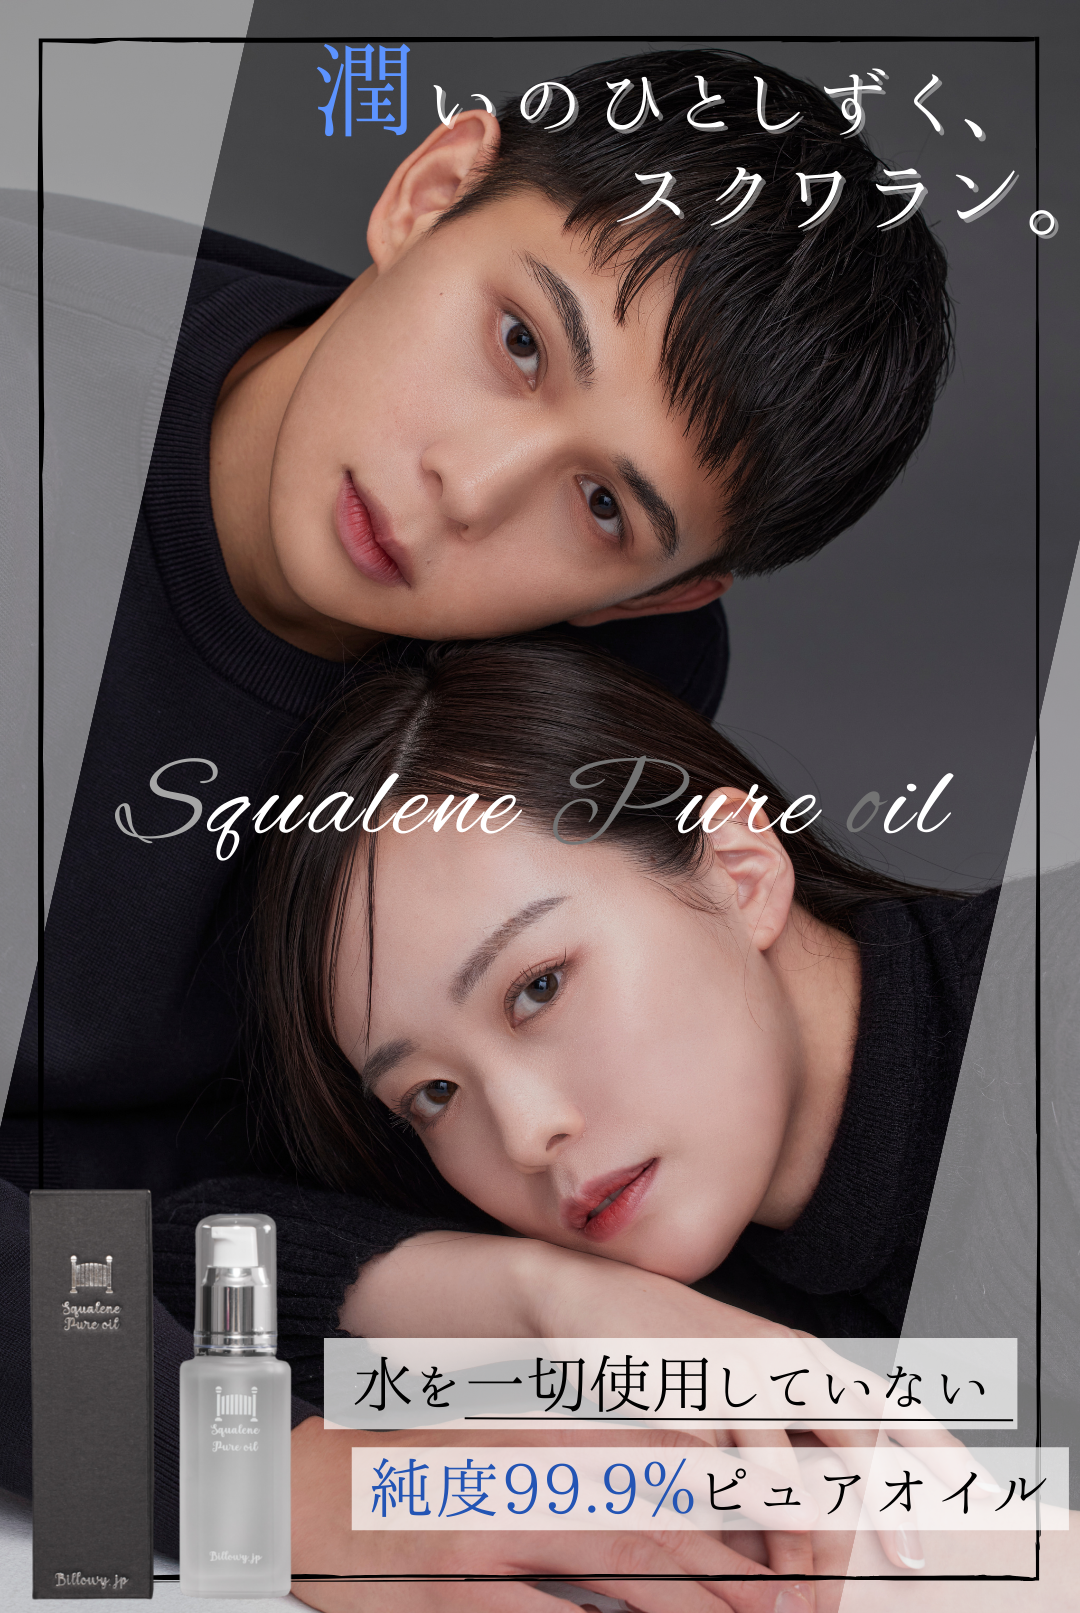 潤いのひとしずく、
スクワラン。
Squalene Pure oil
Squalene
Pure oil
Billowy.jp
Squalene
Pure oil
Billowy.jp
水を一切使用していない
純度99.9%ピュアオイル